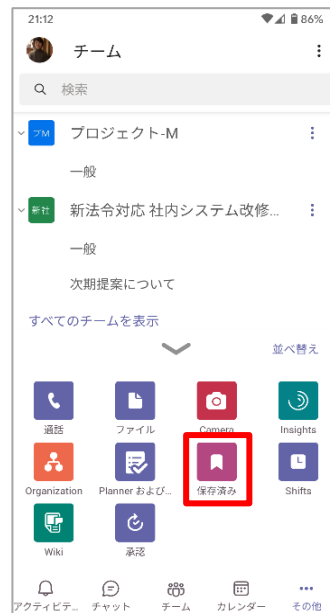 21:12 86%
チーム
検索
プM プロジェクト-M
一般
新社 新法令対応 社内システム改修...
一般
次期提案について
すべてのチームを表示
並べ替え
通話 ファイル Camera Insights
Organization Planner および... 保存済み Shifts
Wiki 承認
アクティビテ... チャット チーム カレンダー その他